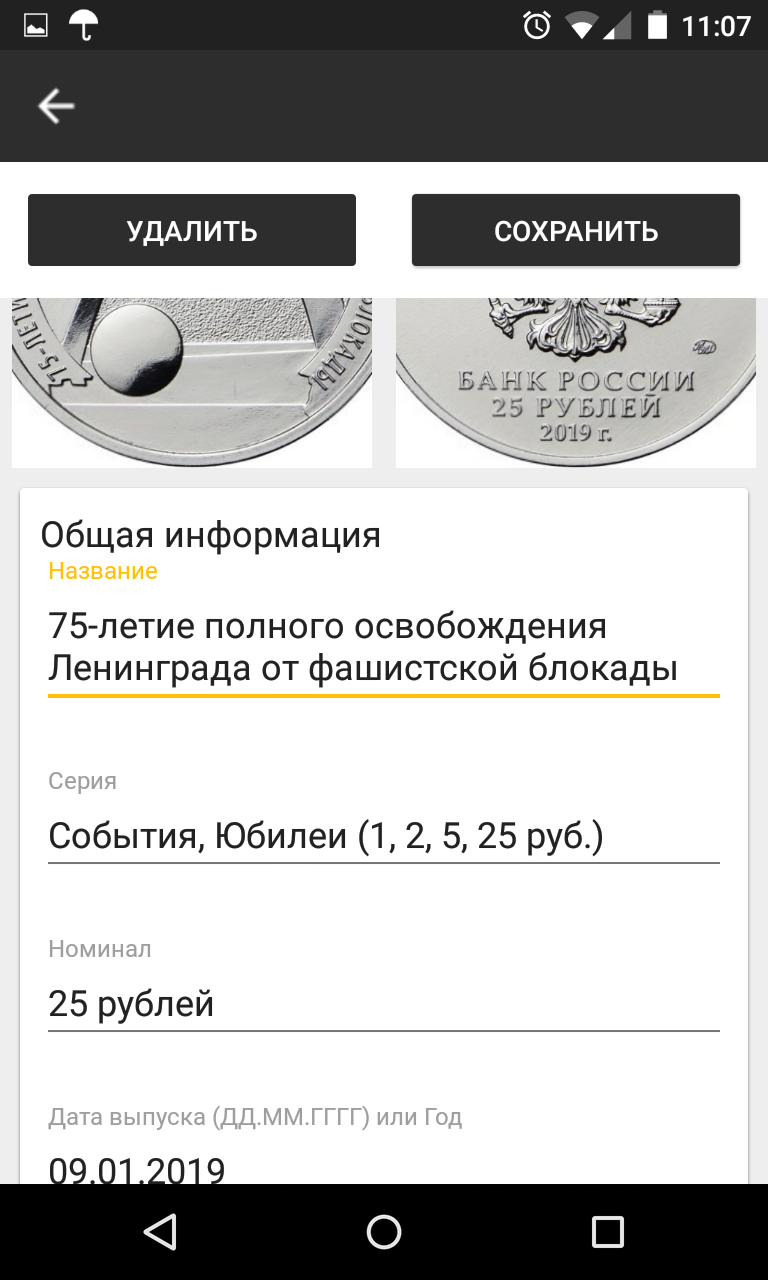 11:07
УДАЛИТЬ
СОХРАНИТЬ
75-ЛЕТИ
БЛОКАДЫ
БАНК РОССИИ
25 РУБЛЕЙ
2019 г.
Общая информация
Название
75-летие полного освобождения
Ленинграда от фашистской блокады
Серия
События, Юбилеи (1, 2, 5, 25 руб.)
Номинал
25 рублей
Дата выпуска (ДД.ММ.ГГГГ) или Год
09.01.2019